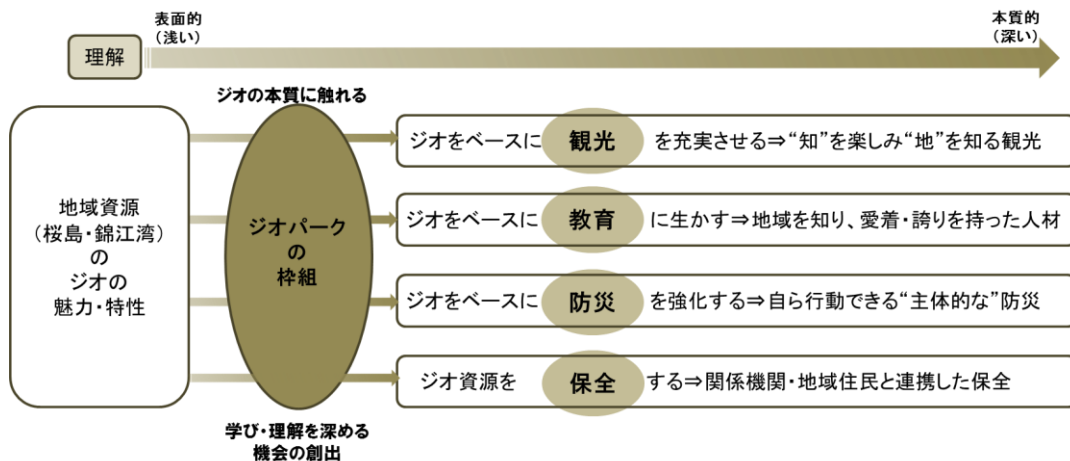 表面的
（浅い）
本質的
（深い）
理解
ジオの本質に触れる
地域資源
（桜島・錦江湾）
の
ジオの
魅力・特性
ジオパーク
の
枠組
ジオをベースに 観光 を充実させる⇒“知”を楽しみ“地”を知る観光
ジオをベースに 教育 に生かす⇒地域を知り、愛着・誇りを持った人材
ジオをベースに 防災 を強化する⇒自ら行動できる“主体的な”防災
ジオ資源を 保全 する⇒関係機関・地域住民と連携した保全
学び・理解を深める
機会の創出